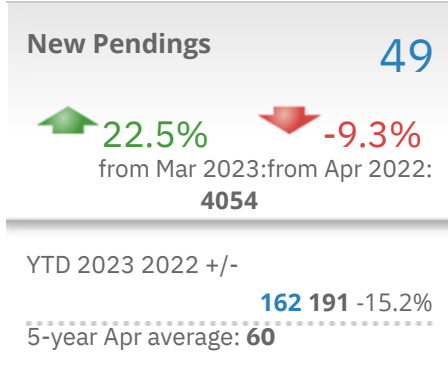 New Pendings
49
22.5% -9.3%
from Mar 2023:from Apr 2022:
4054
YTD 2023 2022 +/-
162 191 -15.2%
5-year Apr average: 60